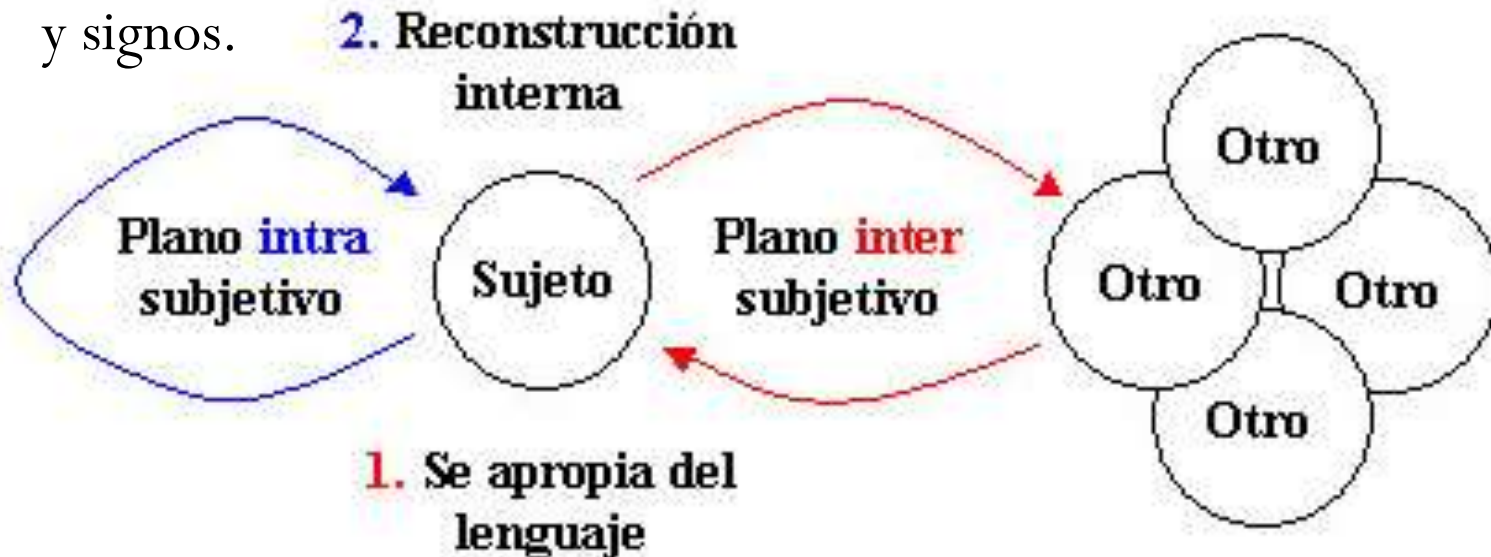 y signos.
2. Reconstrucción
interna
Plano intra
subjetivo
Sujeto
Plano inter
subjetivo
Otro
Otro
Otro
Otro
1. Se apropia del
lenguaje